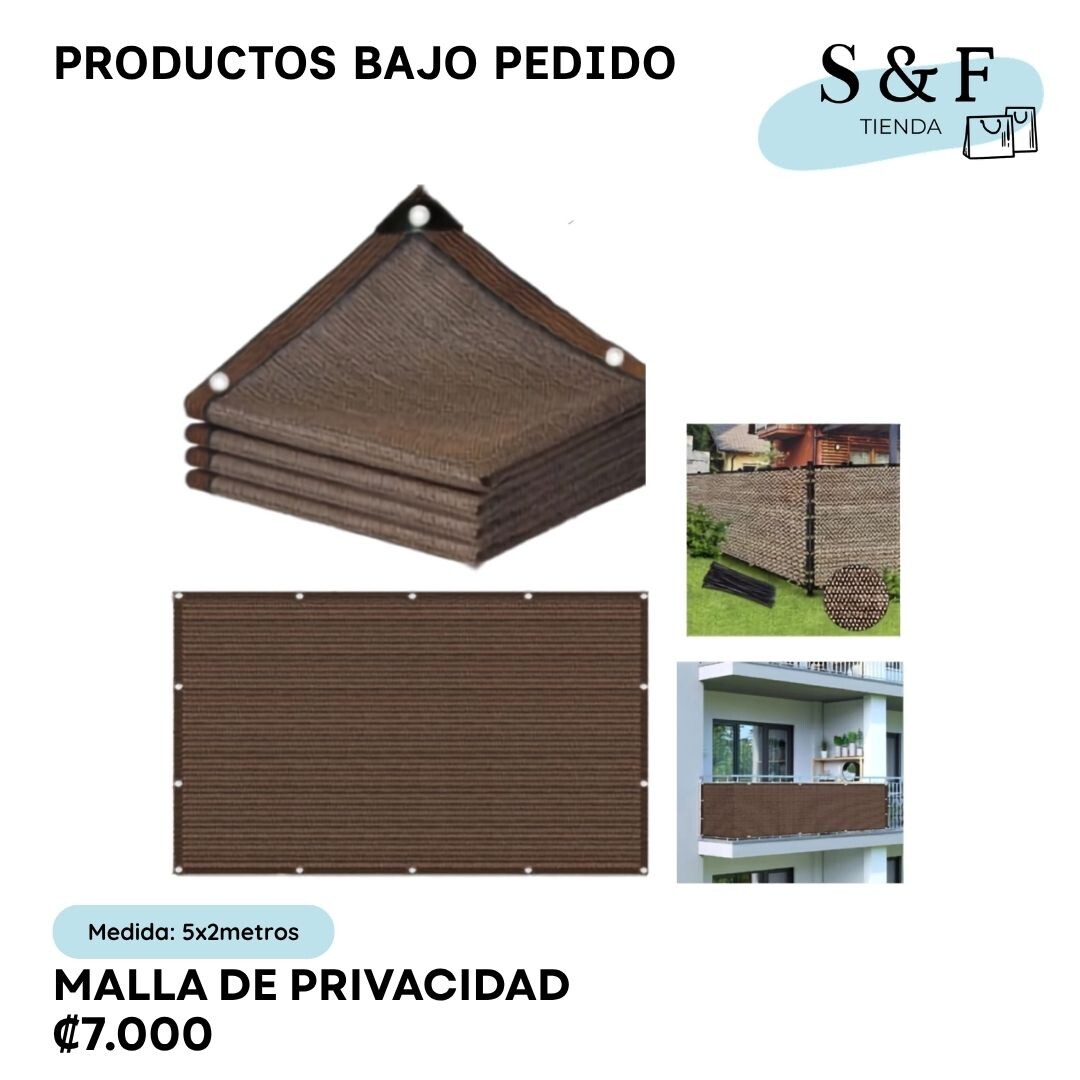 PRODUCTOS BAJO PEDIDO
S & F
TIENDA
Medida: 5x2metros
MALLA DE PRIVACIDAD
₡7.000